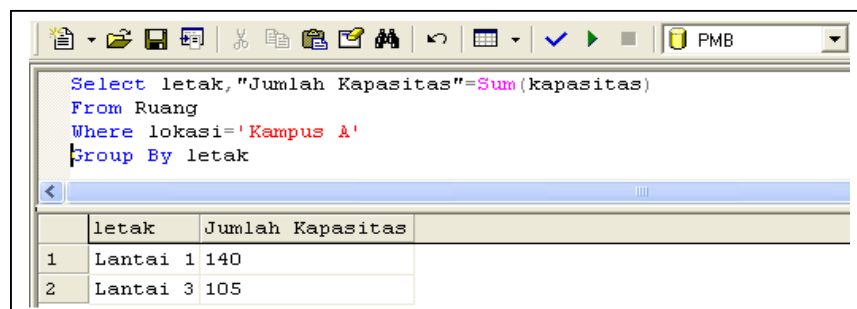 PMB
Select letak,"Jumlah Kapasitas"=Sum(kapasitas)
From Ruang
Where lokasi='Kampus A'
Group By letak
letak Jumlah Kapasitas
1 Lantai 1 140
2 Lantai 3 105